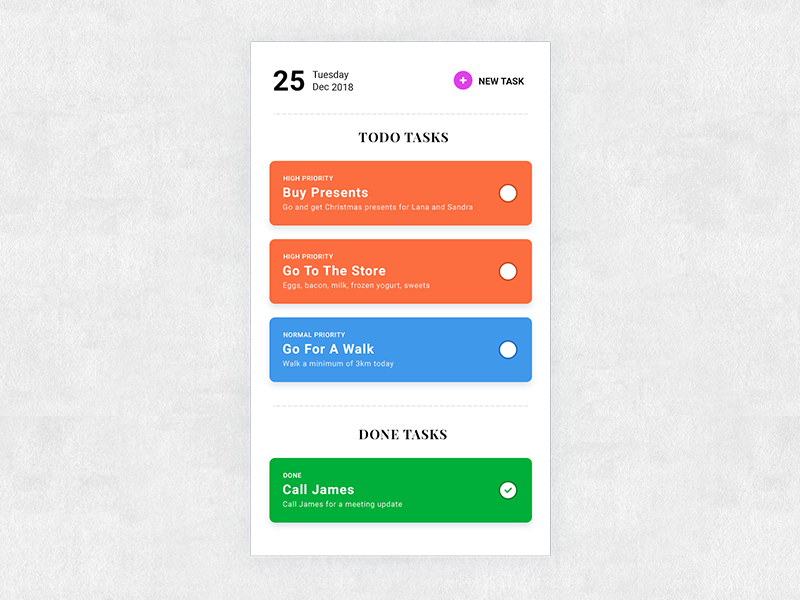 25
Tuesday
Dec 2018
NEW TASK
TODO TASKS
HIGH PRIORITY
Buy Presents
Go and get Christmas presents for Lana and Sandra
HIGH PRIORITY
Go To The Store
Eggs, bacon, milk, frozen yogurt, sweets
NORMAL PRIORITY
Go For A Walk
Walk a minimum of 3km today
DONE TASKS
DONE
Call James
Call James for a meeting update